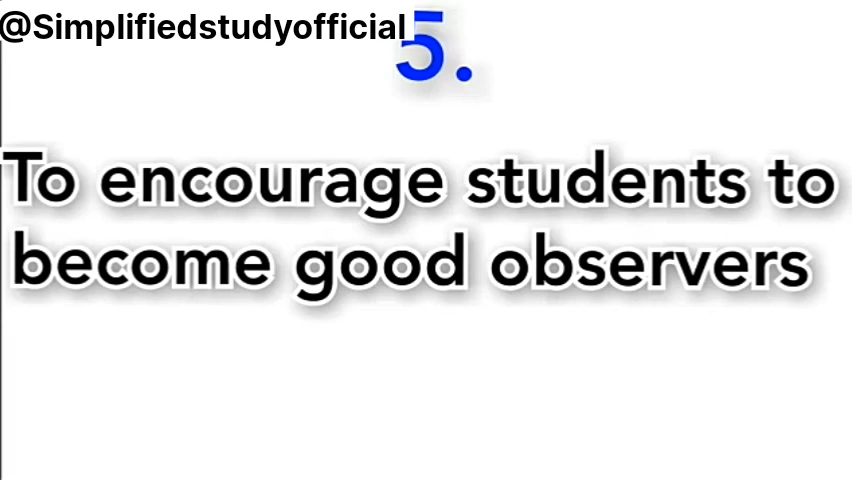 @Simplifiedstudyofficial
5.
To encourage students to
become good observers